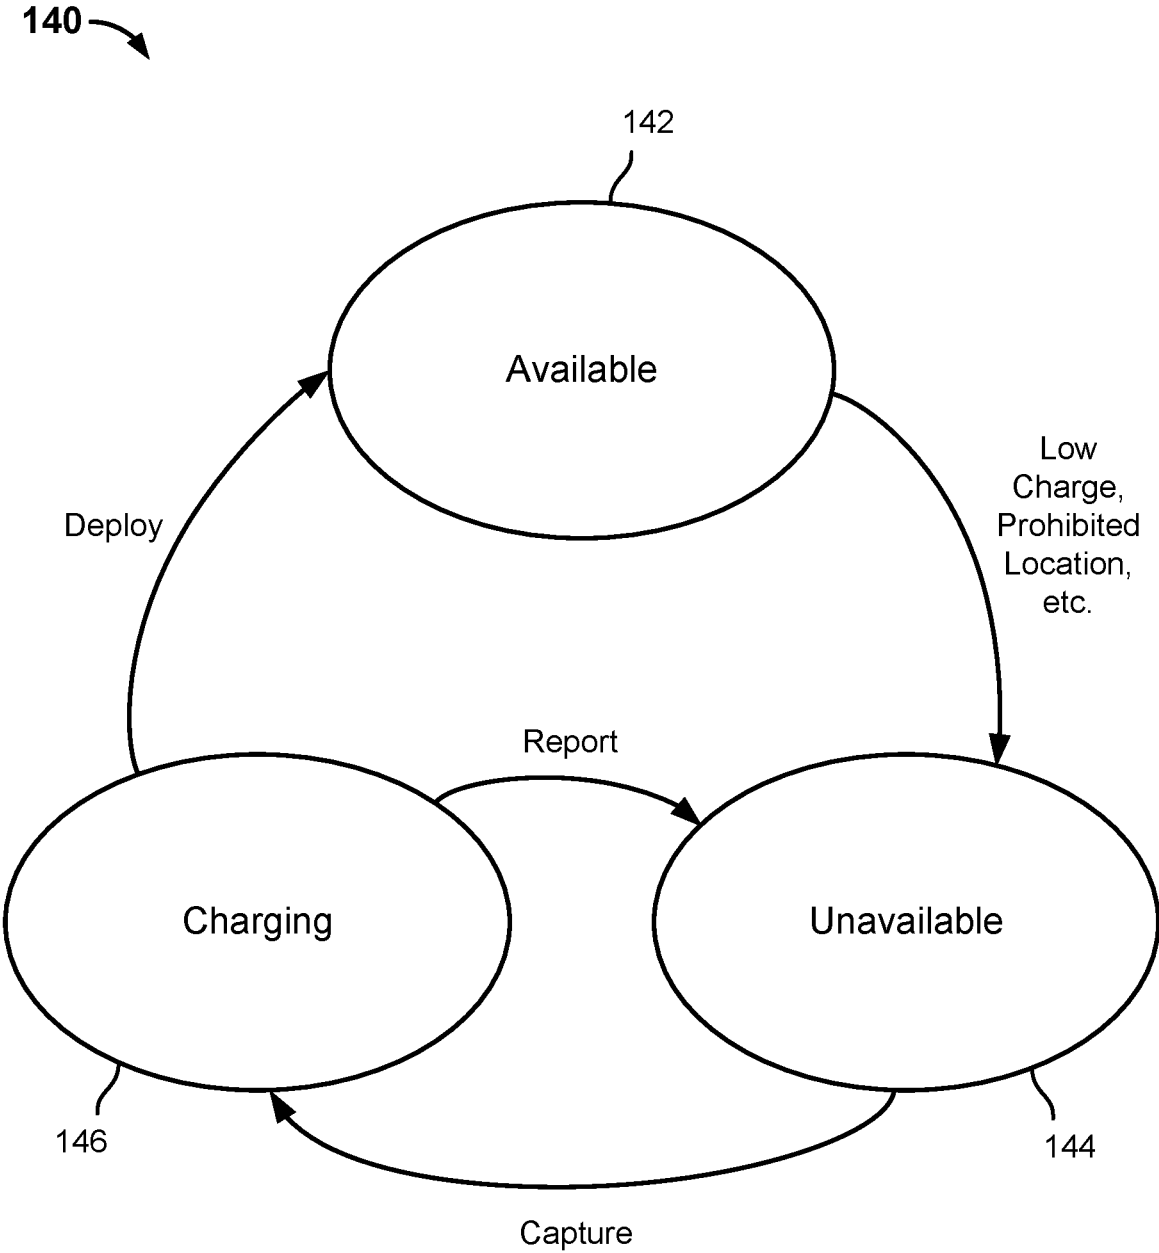 140
142
Available
Low
Charge,
Prohibited
Location,
etc.
Deploy
Report
Charging
Unavailable
146
144
Capture